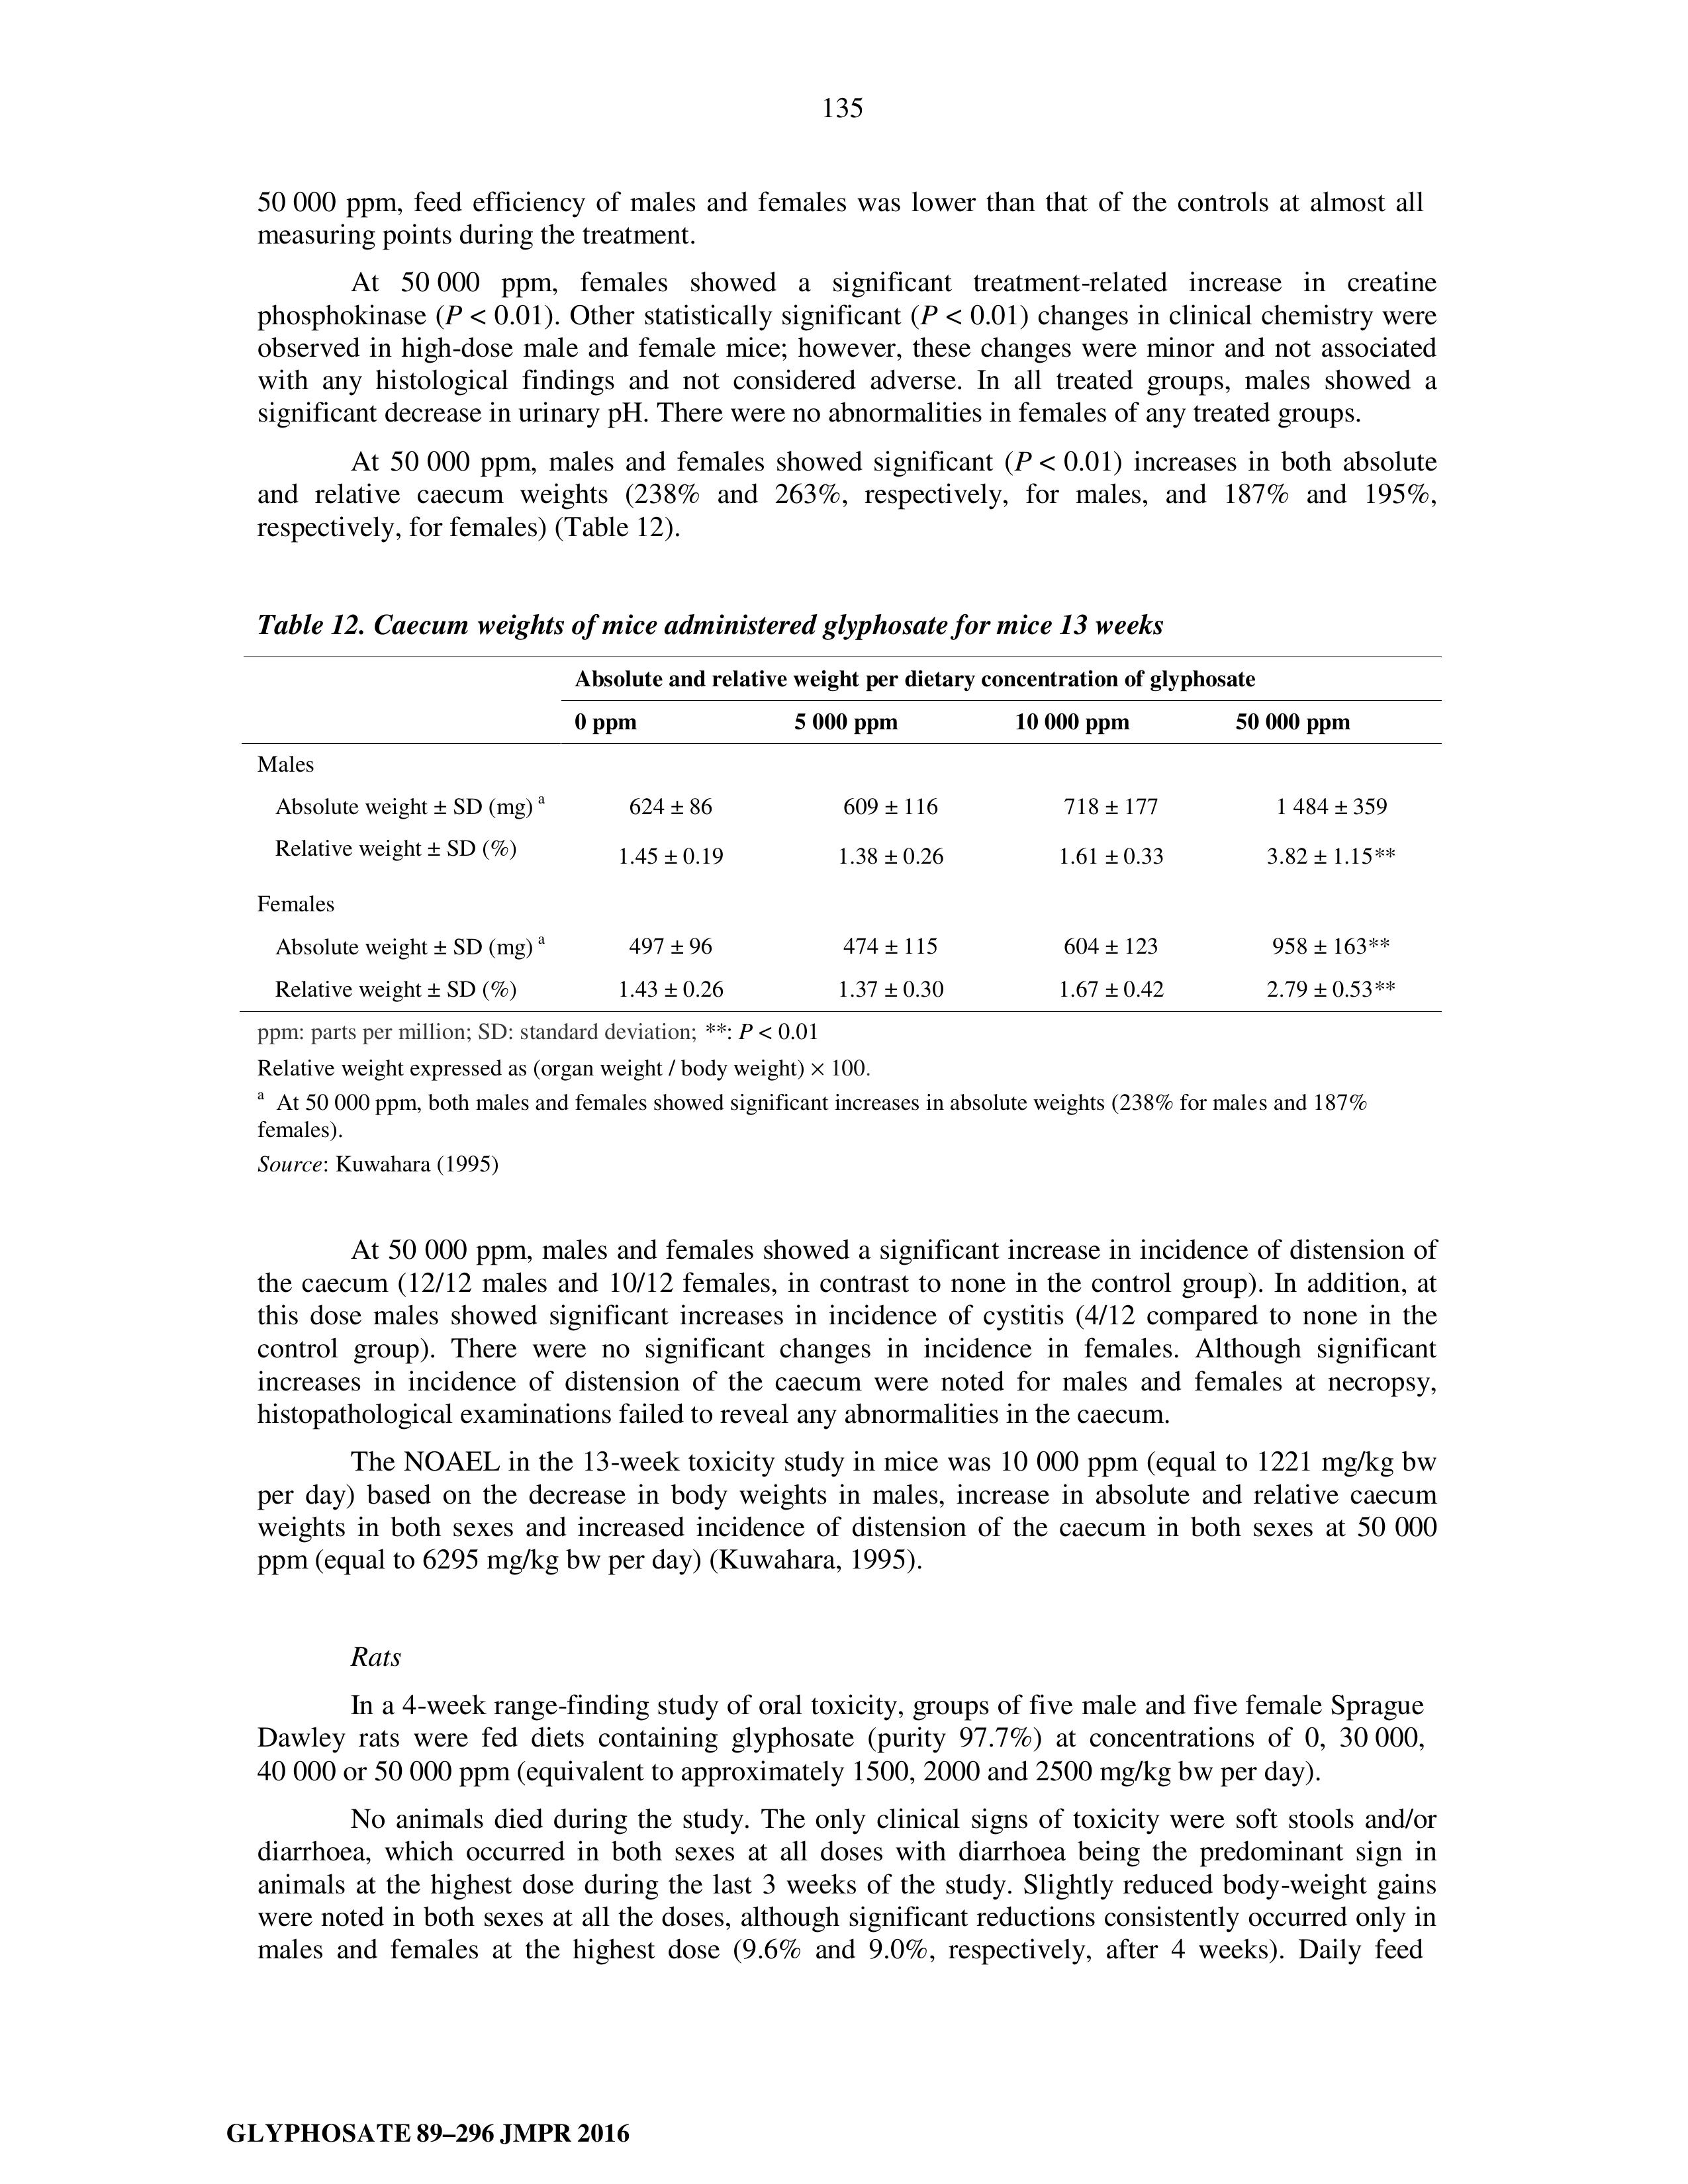 135
50 000 ppm, feed efficiency of males and females was lower than that of the controls at almost all
measuring points during the treatment.
At 50 000 ppm, females showed a significant treatment-related increase in creatine
phosphokinase (P < 0.01). Other statistically significant (P < 0.01) changes in clinical chemistry were
observed in high-dose male and female mice; however, these changes were minor and not associated
with any histological findings and not considered adverse. In all treated groups, males showed a
significant decrease in urinary pH. There were no abnormalities in females of any treated groups.
At 50 000 ppm, males and females showed significant (P < 0.01) increases in both absolute
and relative caecum weights (238% and 263%, respectively, for males, and 187% and 195%,
respectively, for females) (Table 12).
Table 12. Caecum weights of mice administered glyphosate for mice 13 weeks
Absolute and relative weight per dietary concentration of glyphosate
0 ppm 5 000 ppm 10 000 ppm 50 000 ppm
Males
Absolute weight ± SD (mg) a 624 ± 86 609 ± 116 718 ± 177 1 484 ± 359
Relative weight ± SD (%) 1.45 ± 0.19 1.38 ± 0.26 1.61 ± 0.33 3.82 ± 1.15**
Females
Absolute weight ± SD (mg) a 497 ± 96 474 ± 115 604 ± 123 958 ± 163**
Relative weight ± SD (%) 1.43 ± 0.26 1.37 ± 0.30 1.67 ± 0.42 2.79 ± 0.53**
ppm: parts per million; SD: standard deviation; **: P < 0.01
Relative weight expressed as (organ weight / body weight) × 100.
a At 50 000 ppm, both males and females showed significant increases in absolute weights (238% for males and 187%
females).
Source: Kuwahara (1995)
At 50 000 ppm, males and females showed a significant increase in incidence of distension of
the caecum (12/12 males and 10/12 females, in contrast to none in the control group). In addition, at
this dose males showed significant increases in incidence of cystitis (4/12 compared to none in the
control group). There were no significant changes in incidence in females. Although significant
increases in incidence of distension of the caecum were noted for males and females at necropsy,
histopathological examinations failed to reveal any abnormalities in the caecum.
The NOAEL in the 13-week toxicity study in mice was 10 000 ppm (equal to 1221 mg/kg bw
per day) based on the decrease in body weights in males, increase in absolute and relative caecum
weights in both sexes and increased incidence of distension of the caecum in both sexes at 50 000
ppm (equal to 6295 mg/kg bw per day) (Kuwahara, 1995).
Rats
In a 4-week range-finding study of oral toxicity, groups of five male and five female Sprague
Dawley rats were fed diets containing glyphosate (purity 97.7%) at concentrations of 0, 30 000,
40 000 or 50 000 ppm (equivalent to approximately 1500, 2000 and 2500 mg/kg bw per day).
No animals died during the study. The only clinical signs of toxicity were soft stools and/or
diarrhoea, which occurred in both sexes at all doses with diarrhoea being the predominant sign in
animals at the highest dose during the last 3 weeks of the study. Slightly reduced body-weight gains
were noted in both sexes at all the doses, although significant reductions consistently occurred only in
males and females at the highest dose (9.6% and 9.0%, respectively, after 4 weeks). Daily feed
GLYPHOSATE 89–296 JMPR 2016